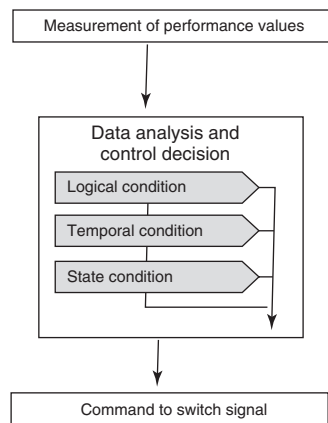 Measurement of performance values
Data analysis and
control decision
Logical condition
Temporal condition
State condition
Command to switch signal